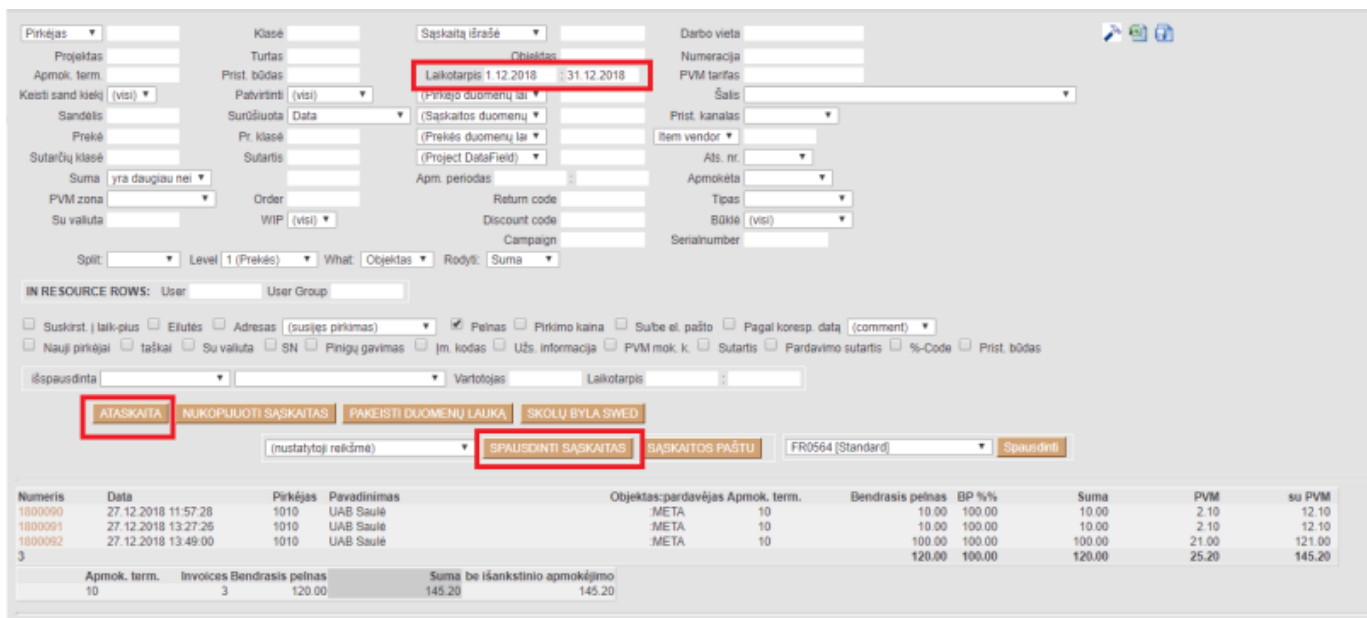 Pirkėjas Klasė Sąskaitą išrašė Darbo vieta
Projektas Turtas Objektas Numeracija
Apmok. term. Prist. būdas Laikotarpis 1.12.2018 : 31.12.2018 PVM tarifas
Keisti sand kiekį (visi) Patvirtinti (visi) (Pirkėjo duomenų lai Šalis
Sandėlis Surūšiuota Data (Sąskaitos duomenų Prist. kanalas
Prekė Pr. klasė (Prekės duomenų lau Item vendor
Sutarčių klasė Sutartis (Project DataField) Ats. nr.
Suma yra daugiau nei Apm. periodas : Apmokėta
PVM zona Order Return code Tipas
Su valiuta WIP (visi) Discount code Būklė (visi)
Campaign Serialnumber
Split: Level 1 (Prekės) What: Objektas Rodyti: Suma
IN RESOURCE ROWS: User User Group
Suskirst. į laik-pius Eilutės Adresas (susijęs pirkimas) Pelnas Pirkimo kaina Su/be el. pašto Pagal koresp. datą (comment)
Nauji pirkėjai taškai Su valiuta SN Pinigų gavimas Įm. kodas Užs. informacija PVM mok. k. Sutartis Pardavimo sutartis %-Code Prist. būdas
išspausdinta Vartotojas Laikotarpis :
ATASKAITA NUKOPIJUOTI SĄSKAITAS PAKEISTI DUOMENŲ LAUKĄ SKOLŲ BYLA SWED
(nustatytoji reikšmė) SPAUSDINTI SĄSKAITAS SĄSKAITOS PAŠTU FR0564 [Standard] Spausdinti
Numeris Data Pirkėjas Pavadinimas Objektas:pardavėjas Apmok. term. Bendrasis pelnas BP %% Suma PVM su PVM
1800090 27.12.2018 11:57:28 1010 UAB Saulė :META 10 10.00 100.00 10.00 2.10 12.10
1800091 27.12.2018 13:27:26 1010 UAB Saulė :META 10 10.00 100.00 10.00 2.10 12.10
1800092 27.12.2018 13:49:00 1010 UAB Saulė :META 10 100.00 100.00 100.00 21.00 121.00
3 120.00 100.00 120.00 25.20 145.20
Apmok. term. Invoices Bendrasis pelnas Suma be išankstinio apmokėjimo
10 3 120.00 145.20 145.20